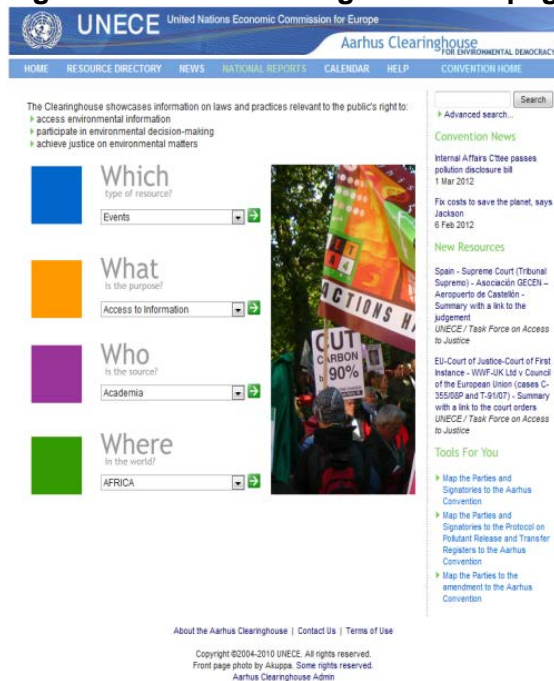 UNECE
United Nations Economic Commission for Europe
Aarhus Clearinghouse
FOR ENVIRONMENTAL DEMOCRACY
HOME RESOURCE DIRECTORY NEWS NATIONAL REPORTS CALENDAR HELP CONVENTION HOME
The Clearinghouse showcases information on laws and practices relevant to the public's right to:
access environmental information
participate in environmental decision-making
achieve justice on environmental matters
Which
type of resource?
Events
What
is the purpose?
Access to Information
Who
is the source?
Academia
Where
in the world?
AFRICA
ACTIONS
CUT
CARBON
90%
Search
Advanced search...
Convention News
Internal Affairs C'ttee passes
pollution disclosure bill
1 Mar 2012
Fix costs to save the planet, says
Jackson
6 Feb 2012
New Resources
Spain - Supreme Court (Tribunal
Supremo) - Asociación GECEN –
Aeropuerto de Castellón -
Summary with a link to the
judgement
UNECE / Task Force on Access
to Justice
EU-Court of Justice-Court of First
Instance - WWF-UK Ltd v Council
of the European Union (cases C-
355/08P and T-91/07) - Summary
with a link to the court orders
UNECE / Task Force on Access
to Justice
Tools For You
Map the Parties and
Signatories to the Aarhus
Convention
Map the Parties and
Signatories to the Protocol on
Pollutant Release and Transfer
Registers to the Aarhus
Convention
Map the Parties to the
amendment to the Aarhus
Convention
About the Aarhus Clearinghouse | Contact Us | Terms of Use
Copyright ©2004-2010 UNECE. All rights reserved.
Front page photo by Akuppa. Some rights reserved.
Aarhus Clearinghouse Admin